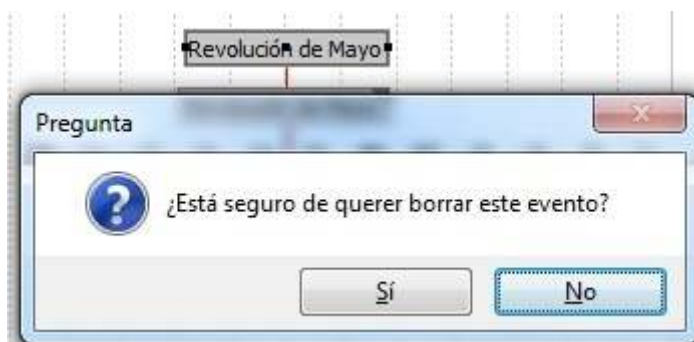 Revolución de Mayo
Pregunta
¿Está seguro de querer borrar este evento?
Sí
No